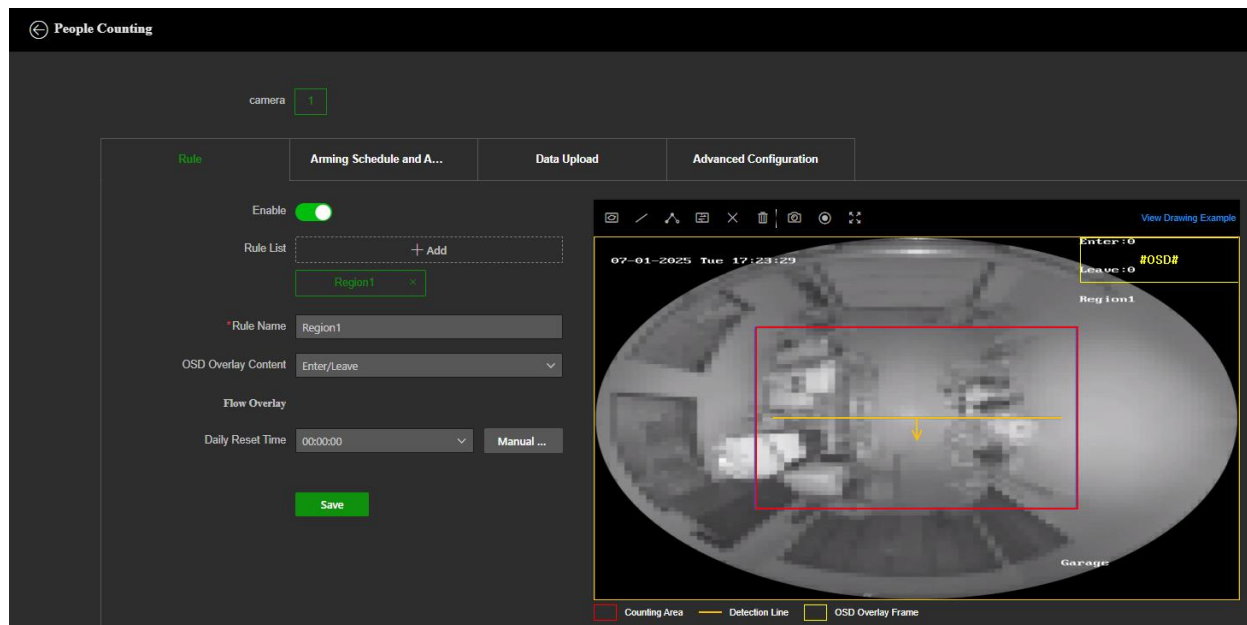 People Counting
camera
1
Rule
Arming Schedule and A...
Data Upload
Advanced Configuration
Enable
View Drawing Example
Rule List
+ Add
Region1 ×
*Rule Name
Region1
OSD Overlay Content
Enter/Leave
Flow Overlay
Daily Reset Time
00:00:00
Manual ...
Save
07-01-2025 Tue 17:23:29
Enter:0
#OSD#
Leave:0
Region1
Garage
Counting Area
Detection Line
OSD Overlay Frame